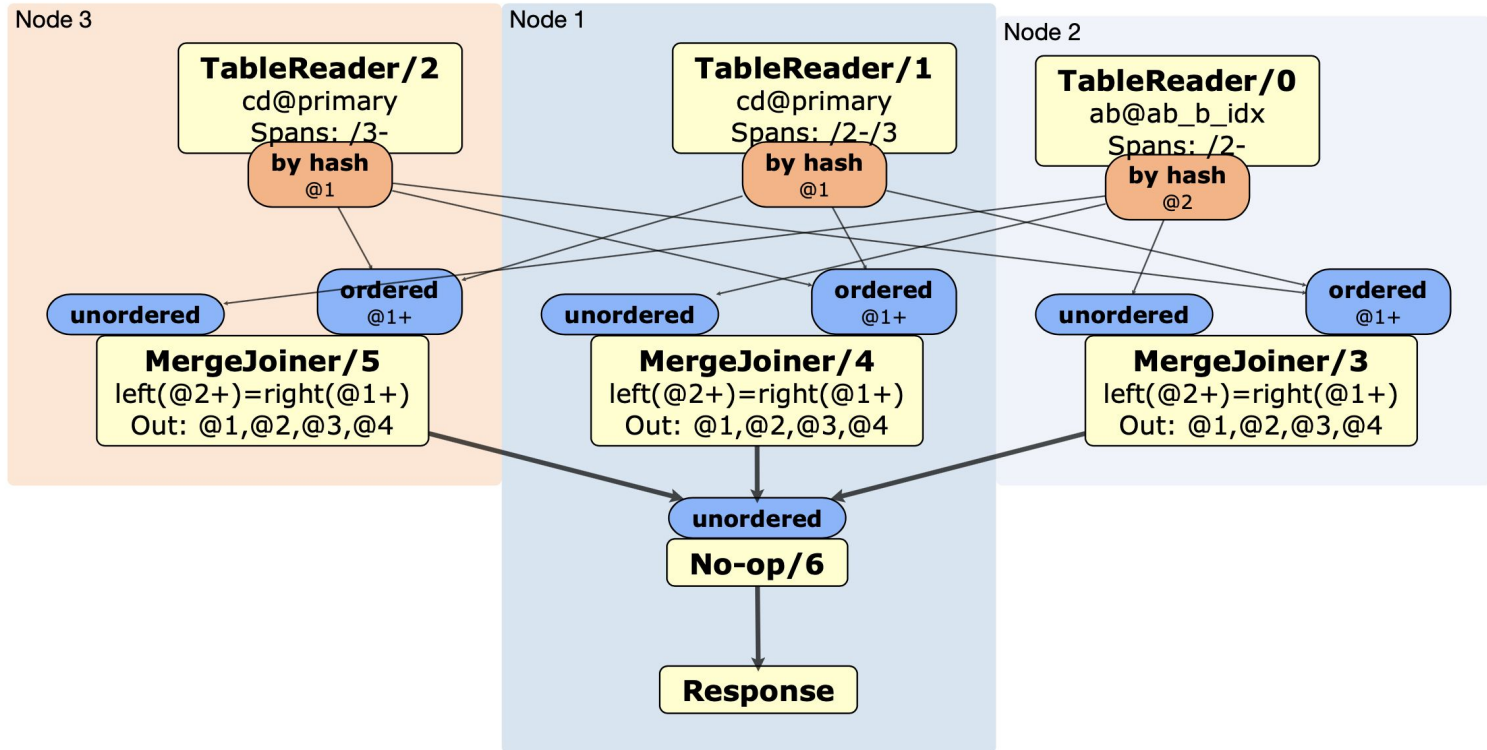 Node 3
Node 1
Node 2
TableReader/2
cd@primary
Spans: /3-
by hash
@1
TableReader/1
cd@primary
Spans: /2-/3
by hash
@1
TableReader/0
ab@ab_b_idx
Spans: /2-
by hash
@2
unordered
ordered
@1+
MergeJoiner/5
left(@2+)=right(@1+)
Out: @1,@2,@3,@4
unordered
ordered
@1+
MergeJoiner/4
left(@2+)=right(@1+)
Out: @1,@2,@3,@4
unordered
ordered
@1+
MergeJoiner/3
left(@2+)=right(@1+)
Out: @1,@2,@3,@4
unordered
No-op/6
Response